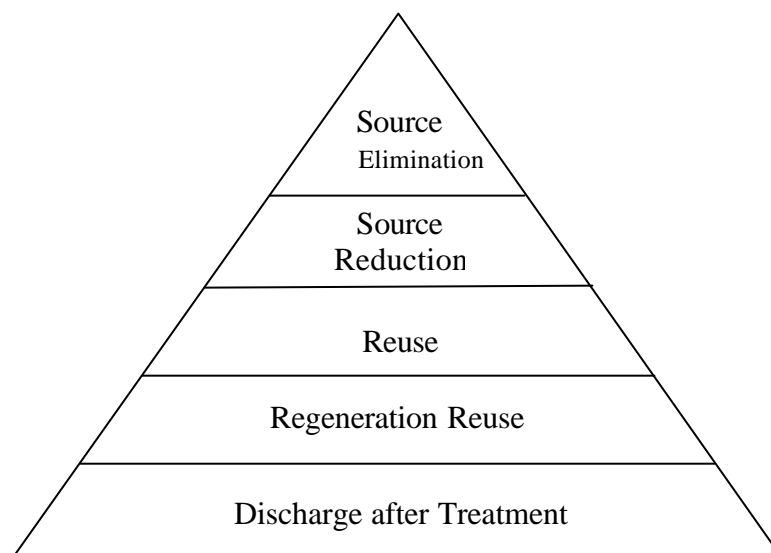 Source
Elimination
Source
Reduction
Reuse
Regeneration Reuse
Discharge after Treatment